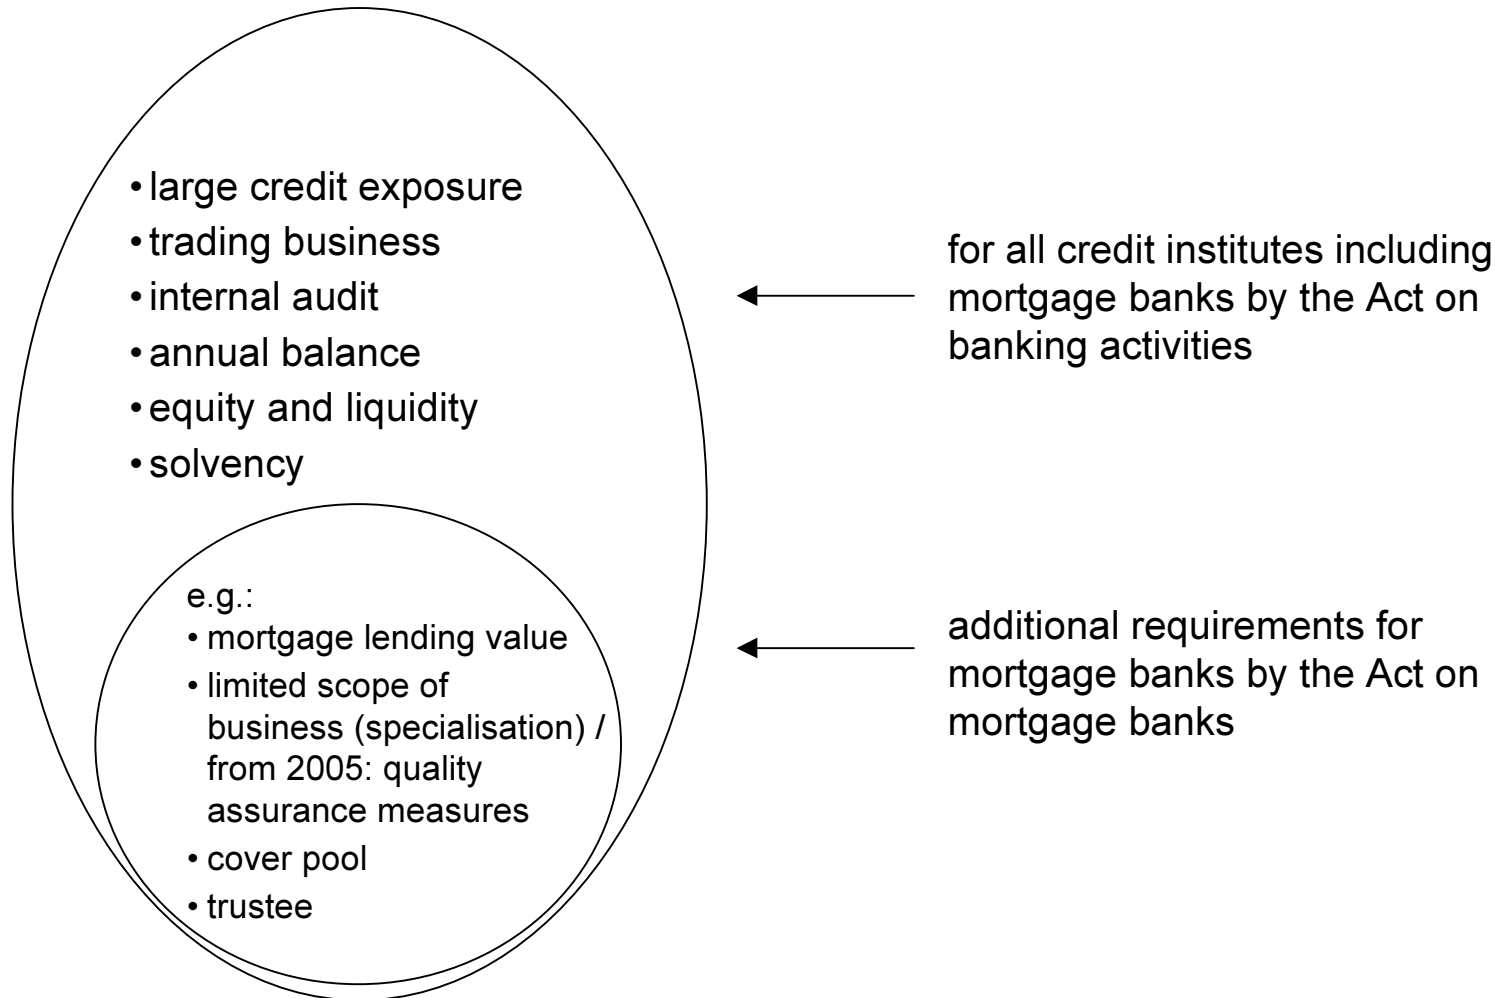 • large credit exposure
• trading business
• internal audit
• annual balance
• equity and liquidity
• solvency
for all credit institutes including
mortgage banks by the Act on
banking activities
e.g.:
• mortgage lending value
• limited scope of
business (specialisation) /
from 2005: quality
assurance measures
• cover pool
• trustee
additional requirements for
mortgage banks by the Act on
mortgage banks